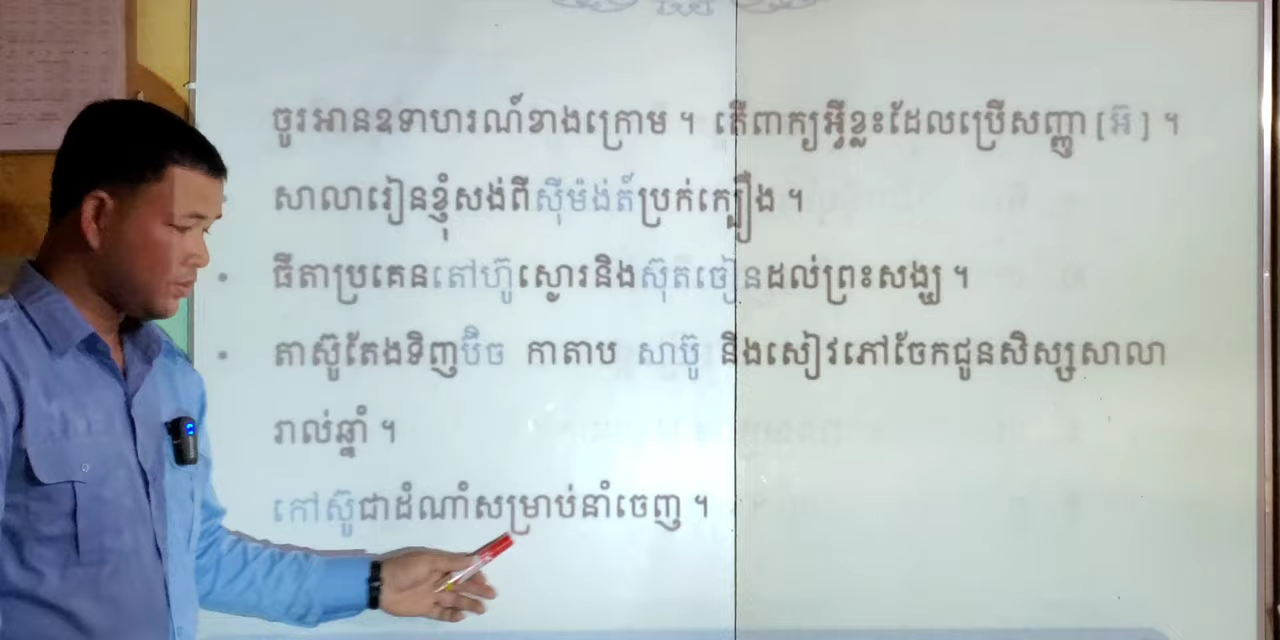 ចូរអានឧទាហរណ៍ខាងក្រោម ។ តើពាក្យអ្វីខ្លះដែលប្រើសញ្ញា [ ៊ ] ។
សាលារៀនខ្ញុំសង់ពីស៊ីម៉ង់ត៍ប្រក់ក្បឿង ។
• ធីតាប្រគេនតៅហ៊ូស្ងោរនិងស៊ុតចៀនដល់ព្រះសង្ឃ ។
• តាស៊ូតែងទិញប៊ិច កាតាប សាប៊ូ និងសៀវភៅចែកជូនសិស្សសាលា
រាល់ឆ្នាំ ។
កៅស៊ូជាដំណាំសម្រាប់នាំចេញ ។